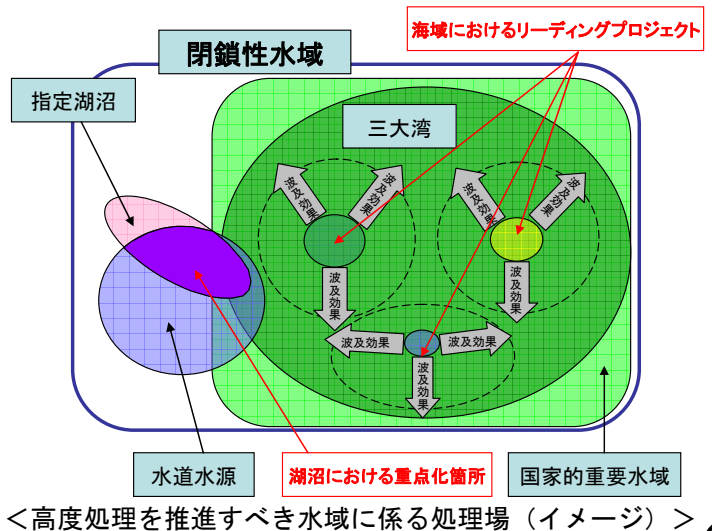 海域におけるリーディングプロジェクト
閉鎖性水域
指定湖沼
三大湾
波及効果
波及効果
波及効果
波及効果
波及効果
波及効果
波及効果
波及効果
波及効果
水道水源
湖沼における重点化箇所
国家的重要水域
＜高度処理を推進すべき水域に係る処理場（イメージ）＞